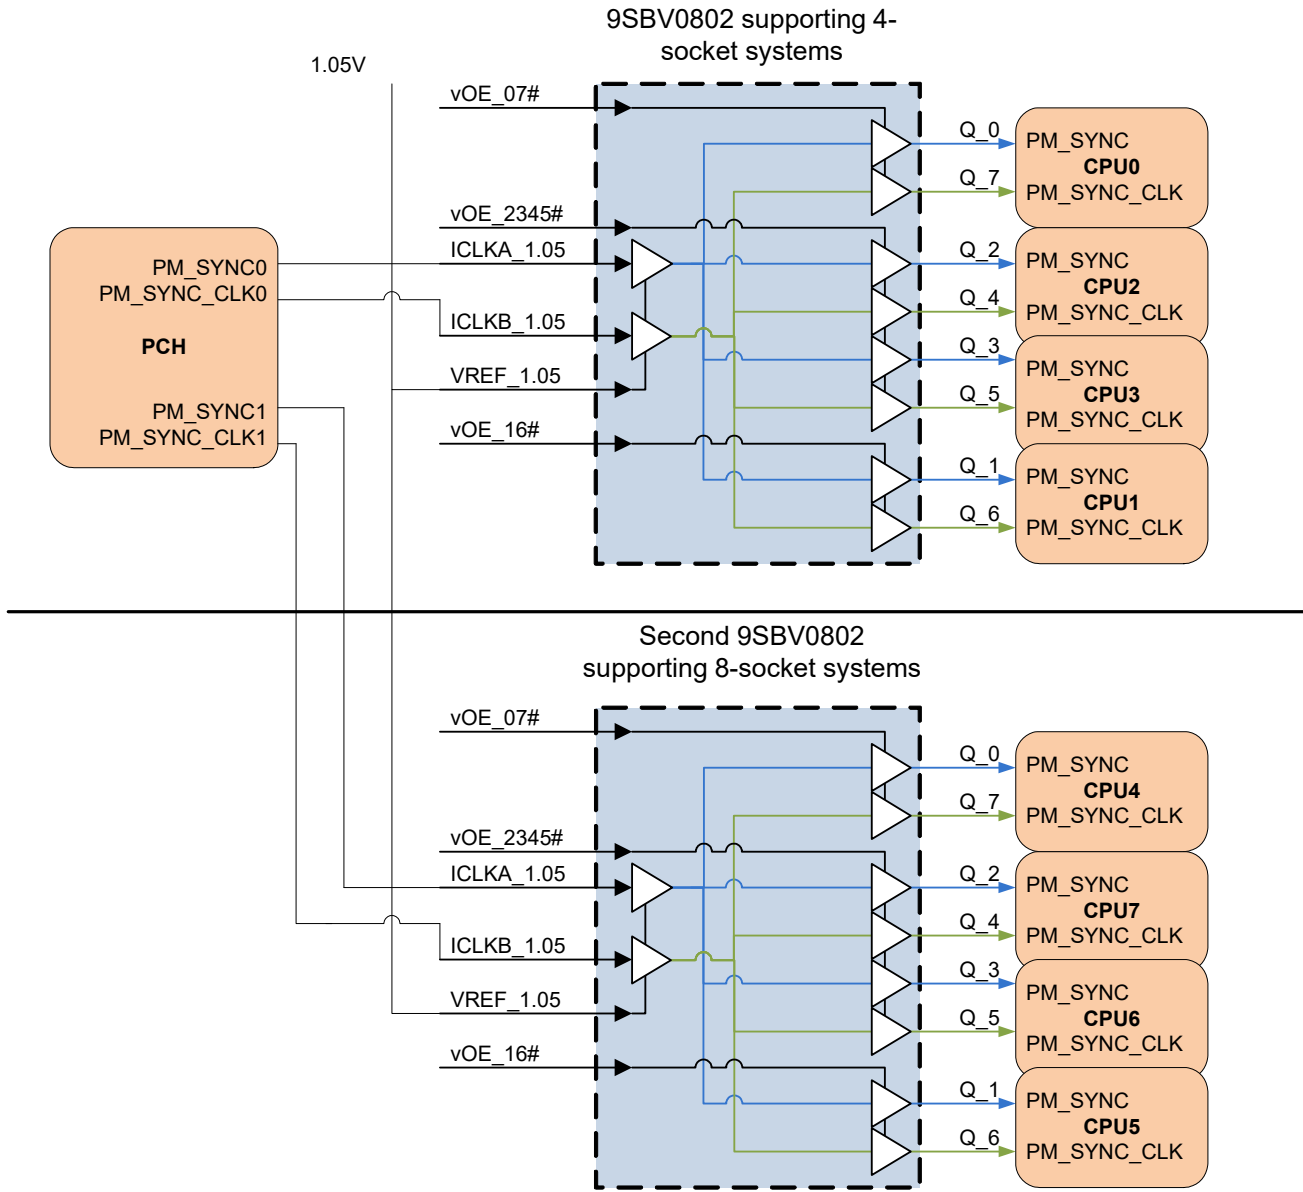 9SBV0802 supporting 4-
socket systems
1.05V
vOE_07#
vOE_2345#
ICLKA_1.05
ICLKB_1.05
VREF_1.05
vOE_16#
PM_SYNC0
PM_SYNC_CLK0
PCH
PM_SYNC1
PM_SYNC_CLK1
Q_0
Q_7
Q_2
Q_4
Q_3
Q_5
Q_1
Q_6
PM_SYNC
CPU0
PM_SYNC_CLK
PM_SYNC
CPU2
PM_SYNC_CLK
PM_SYNC
CPU3
PM_SYNC_CLK
PM_SYNC
CPU1
PM_SYNC_CLK
Second 9SBV0802
supporting 8-socket systems
vOE_07#
vOE_2345#
ICLKA_1.05
ICLKB_1.05
VREF_1.05
vOE_16#
Q_0
Q_7
Q_2
Q_4
Q_3
Q_5
Q_1
Q_6
PM_SYNC
CPU4
PM_SYNC_CLK
PM_SYNC
CPU7
PM_SYNC_CLK
PM_SYNC
CPU6
PM_SYNC_CLK
PM_SYNC
CPU5
PM_SYNC_CLK